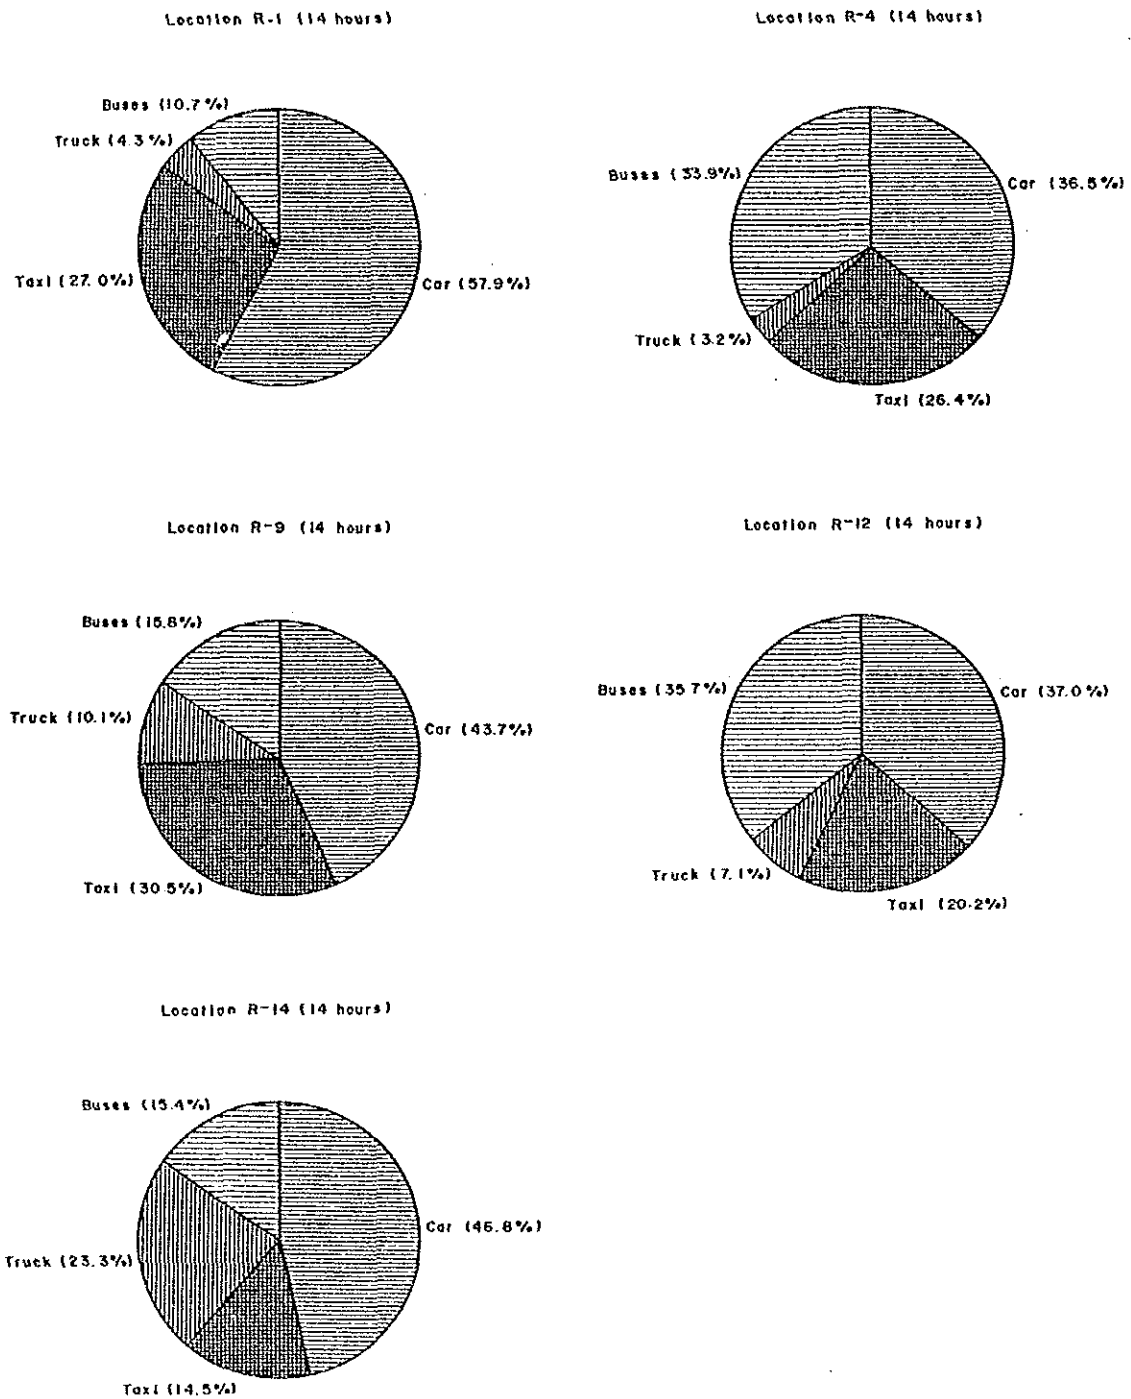 Location R-1 (14 hours)
Buses (10.7%)
Truck (4.3%)
Taxi (27.0%)
Car (57.9%)
Location R-4 (14 hours)
Buses (33.9%)
Car (36.5%)
Truck (3.2%)
Taxi (26.4%)
Location R-9 (14 hours)
Buses (15.8%)
Truck (10.1%)
Car (43.7%)
Taxi (30.5%)
Location R-12 (14 hours)
Buses (35.7%)
Car (37.0%)
Truck (7.1%)
Taxi (20.2%)
Location R-14 (14 hours)
Buses (15.4%)
Car (46.8%)
Truck (23.3%)
Taxi (14.5%)